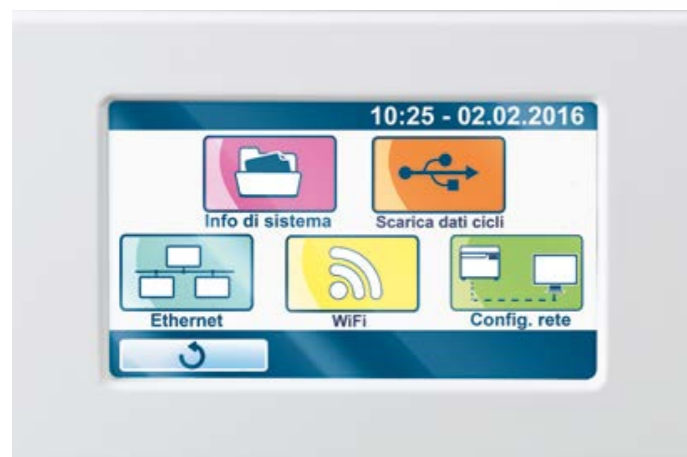 10:25 - 02.02.2016
Info di sistema
Scarica dati cicli
Ethernet
WiFi
Config. rete